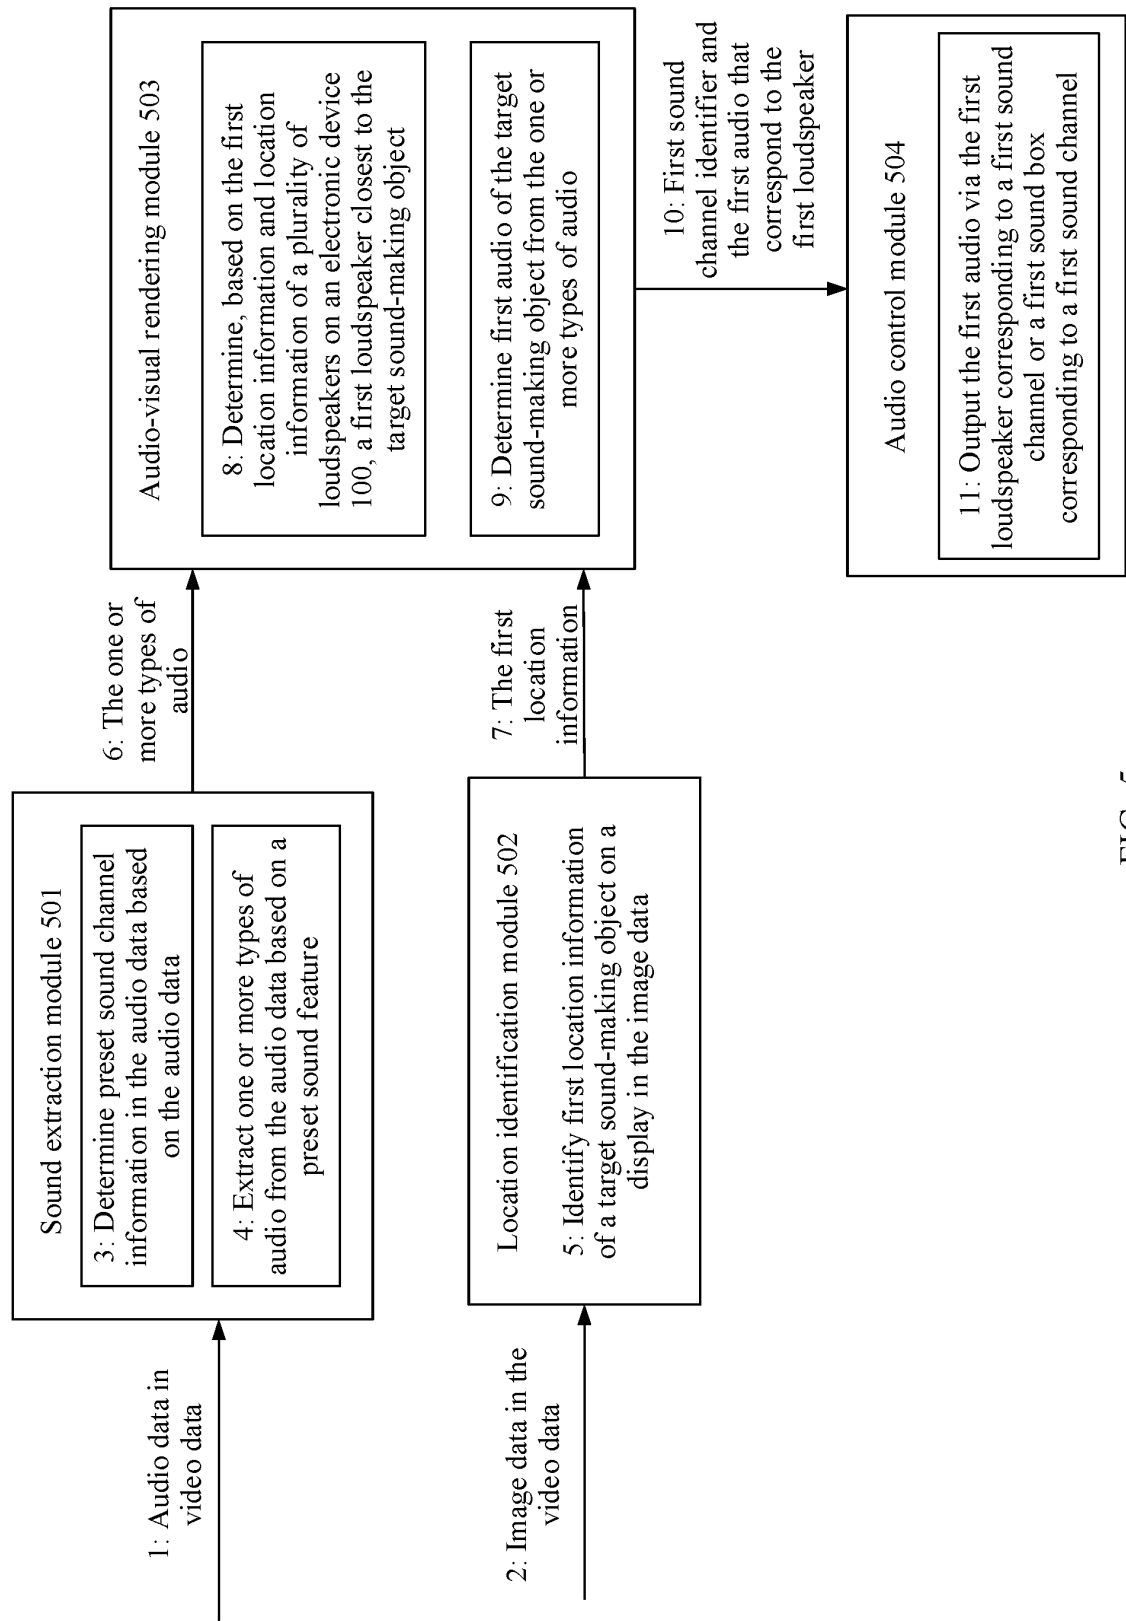 1: Audio data in
video data
2: Image data in the
video data
Sound extraction module 501
3: Determine preset sound channel
information in the audio data based
on the audio data
4: Extract one or more types of
audio from the audio data based on a
preset sound feature
Location identification module 502
5: Identify first location information
of a target sound-making object on a
display in the image data
6: The one or
more types of
audio
7: The first
location
information
Audio-visual rendering module 503
8: Determine, based on the first
location information and location
information of a plurality of
loudspeakers on an electronic device
100, a first loudspeaker closest to the
target sound-making object
9: Determine first audio of the target
sound-making object from the one or
more types of audio
10: First sound
channel identifier and
the first audio that
correspond to the
first loudspeaker
Audio control module 504
11: Output the first audio via the first
loudspeaker corresponding to a first sound
channel or a first sound box
corresponding to a first sound channel